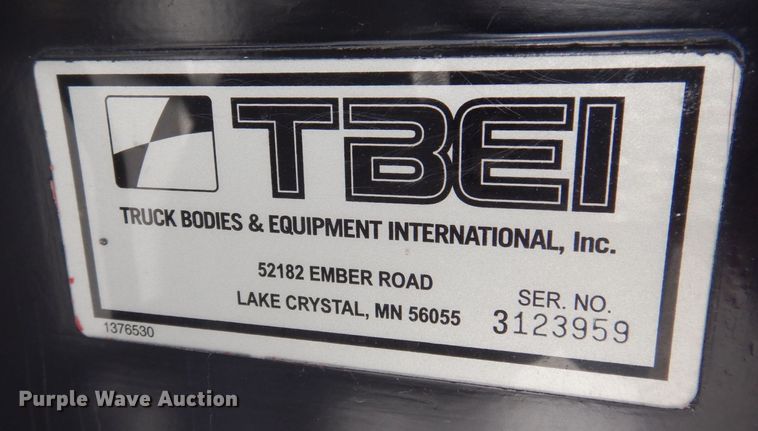 TBEI
TRUCK BODIES & EQUIPMENT INTERNATIONAL, Inc.
52182 EMBER ROAD
LAKE CRYSTAL, MN 56055
SER. NO.
3123959
1376530
Purple Wave Auction